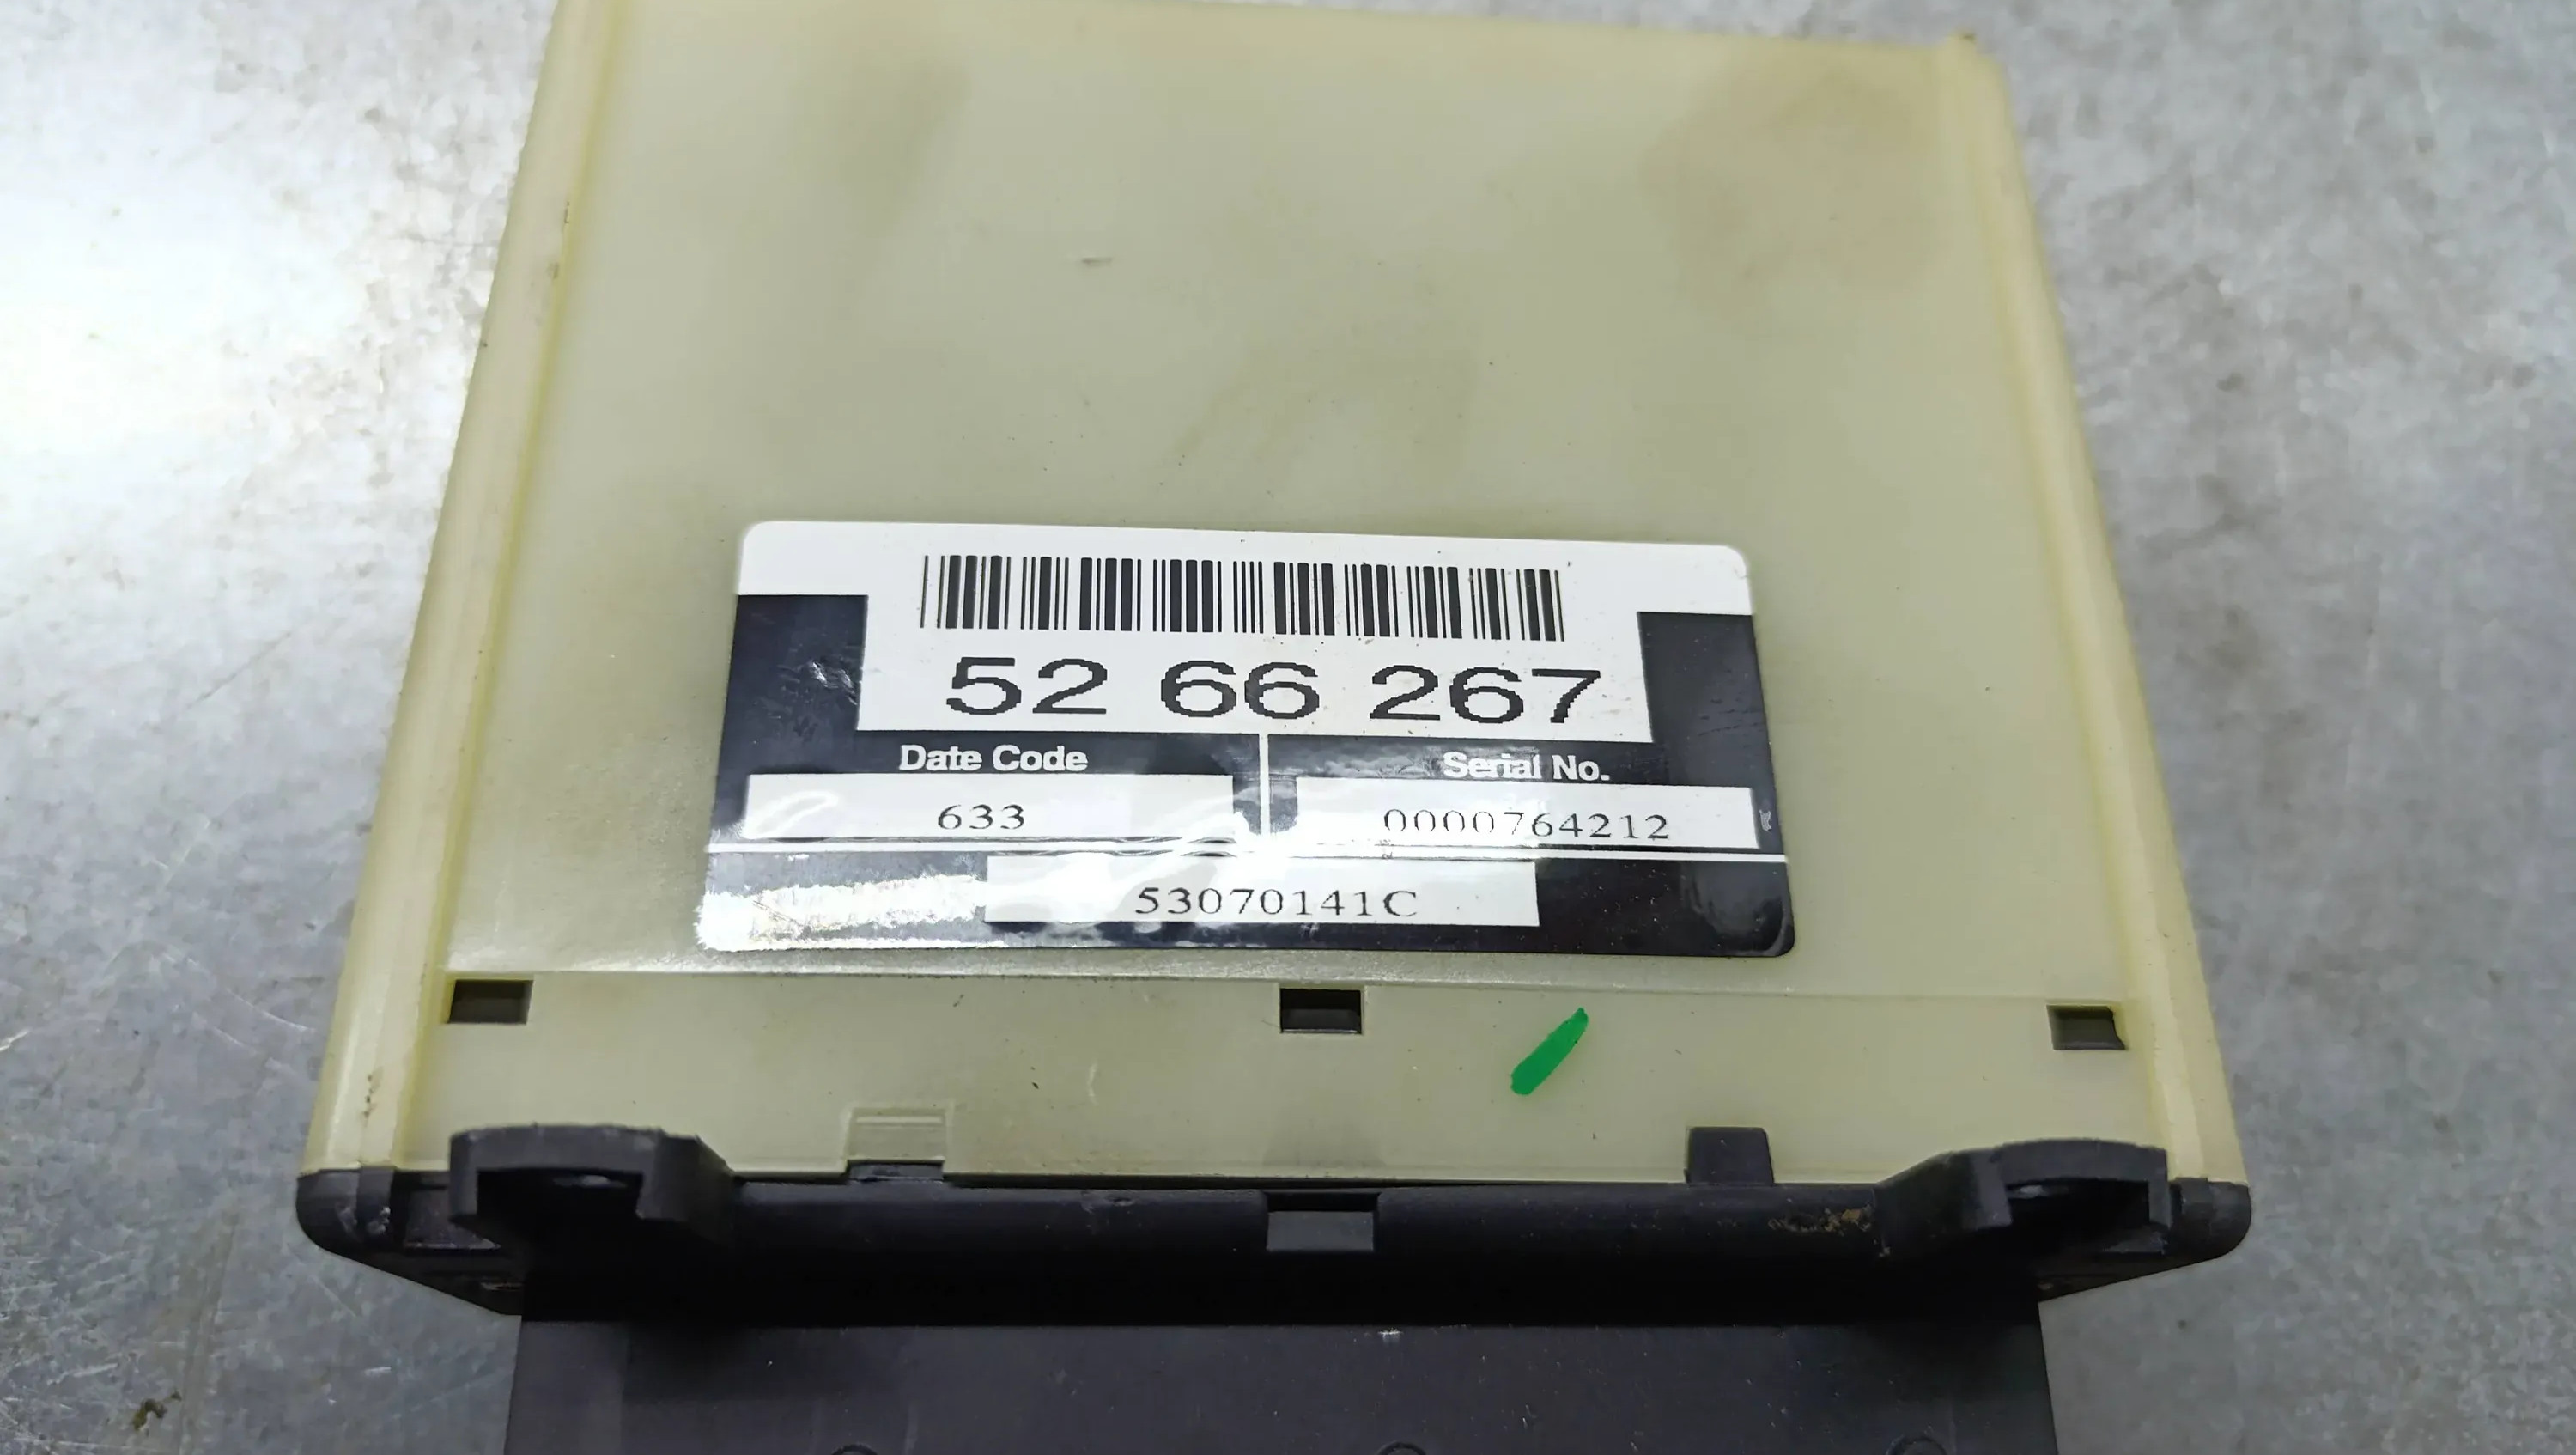 52 66 267
Date Code
Serial No.
633
0000764212
53070141C